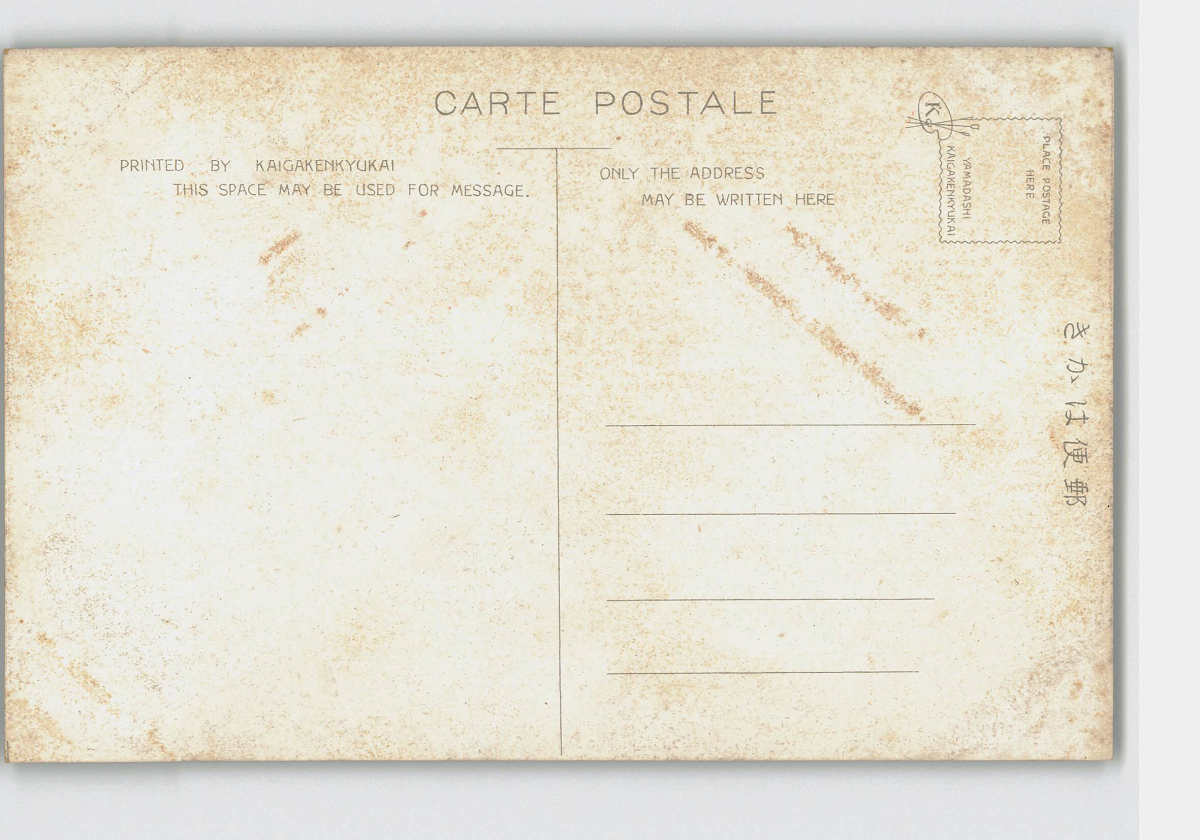 CARTE POSTALE
PRINTED BY KAIGAKENKYUKAI
THIS SPACE MAY BE USED FOR MESSAGE.
ONLY THE ADDRESS
MAY BE WRITTEN HERE
K
PLACE POSTAGE
HERE
YAMADASHI
KAIGAKENKYUKAI
きかは便郵